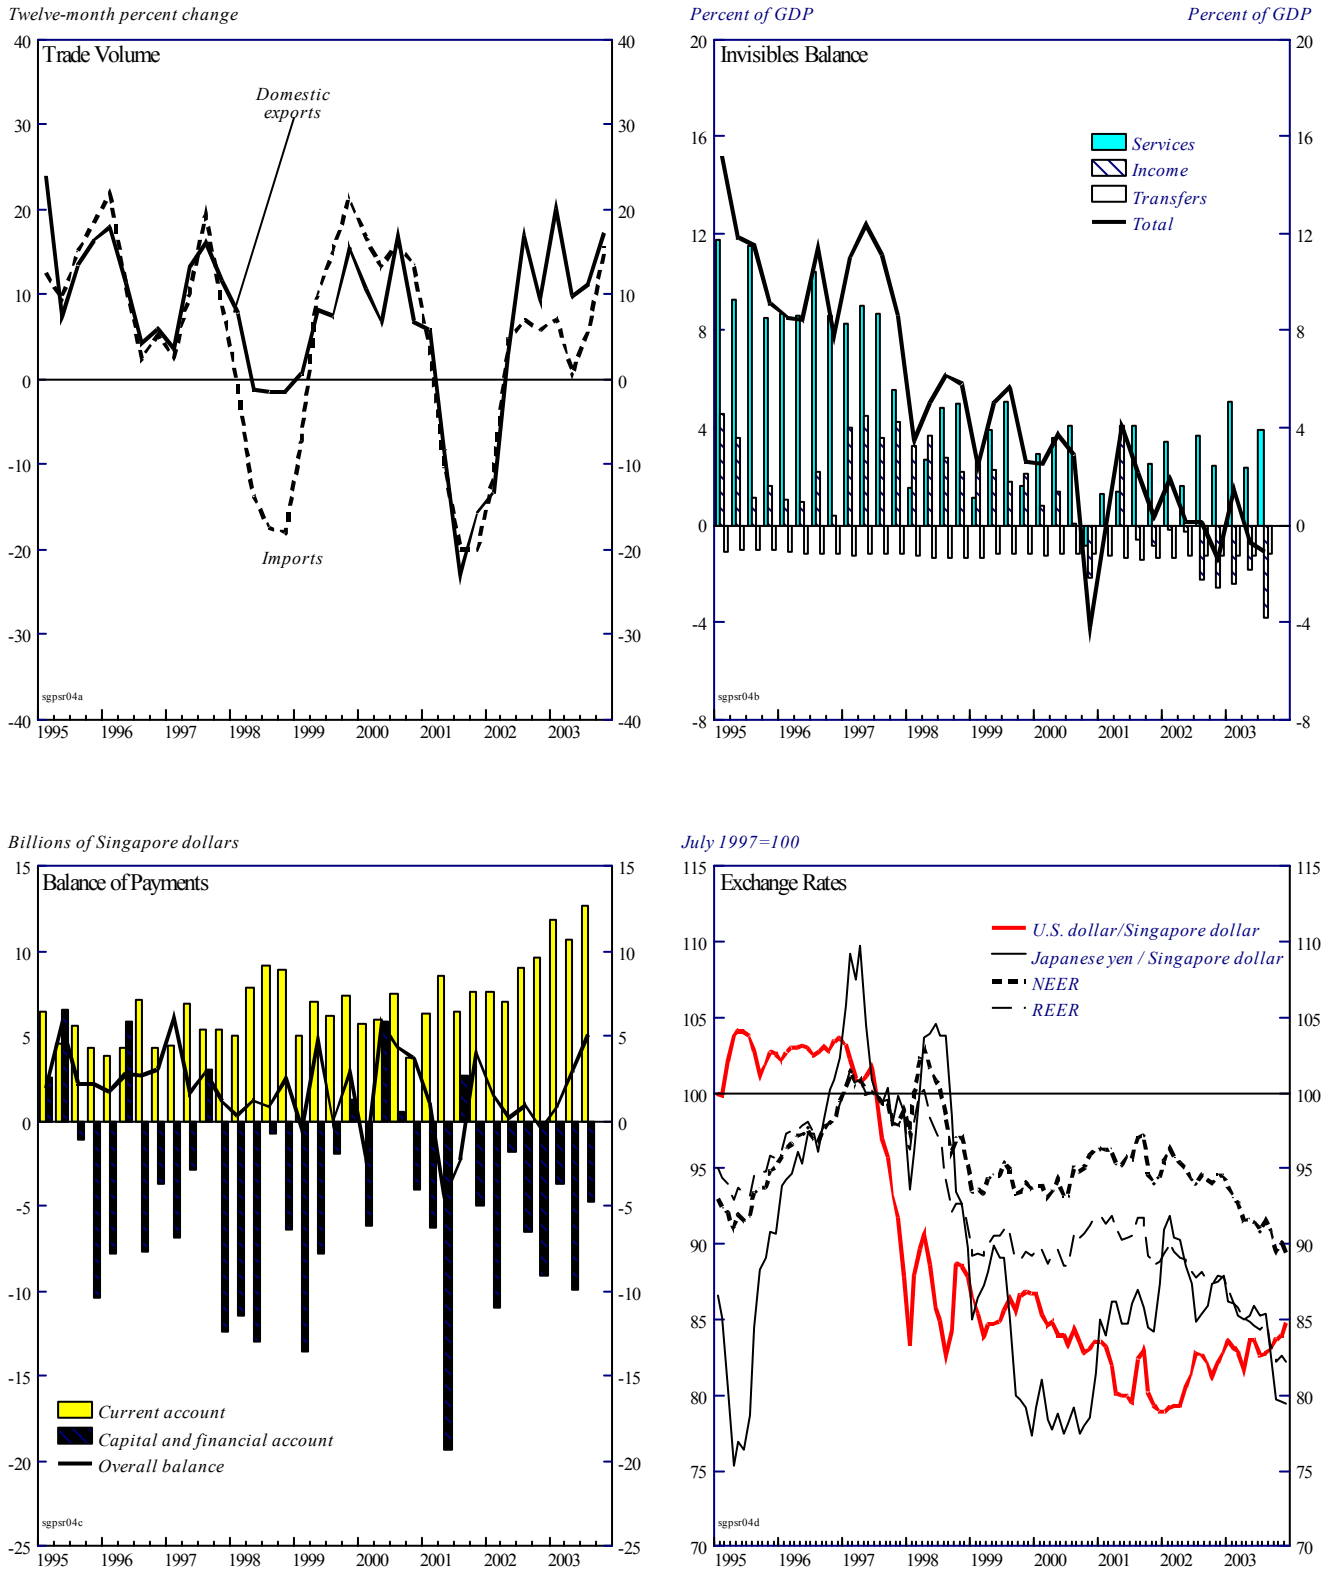 Twelve-month percent change
Trade Volume
40
30
20
10
0
-10
-20
-30
-40
40
30
20
10
0
-10
-20
-30
-40
Domestic
exports
Imports
sgpsr04a
1995 1996 1997 1998 1999 2000 2001 2002 2003
Percent of GDP Percent of GDP
Invisibles Balance
20
16
12
8
4
0
-4
-8
20
16
12
8
4
0
-4
-8
Services
Income
Transfers
Total
sgpsr04b
1995 1996 1997 1998 1999 2000 2001 2002 2003
Billions of Singapore dollars
Balance of Payments
15
10
5
0
-5
-10
-15
-20
-25
15
10
5
0
-5
-10
-15
-20
-25
Current account
Capital and financial account
Overall balance
sgpsr04c
1995 1996 1997 1998 1999 2000 2001 2002 2003
July 1997=100
Exchange Rates
115
110
105
100
95
90
85
80
75
70
115
110
105
100
95
90
85
80
75
70
U.S. dollar/Singapore dollar
Japanese yen / Singapore dollar
NEER
REER
sgpsr04d
1995 1996 1997 1998 1999 2000 2001 2002 2003